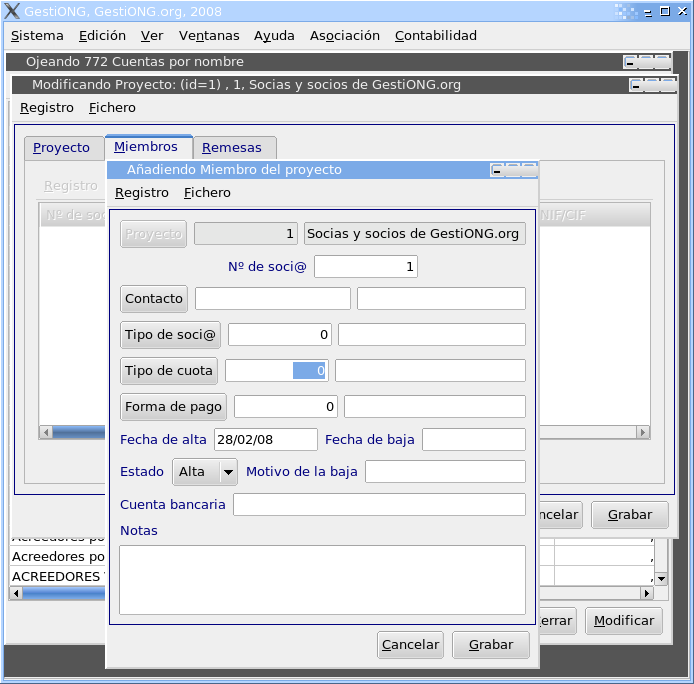 GestiONG, GestiONG.org, 2008
Sistema Edición Ver Ventanas Ayuda Asociación Contabilidad
Ojeando 772 Cuentas por nombre
Modificando Proyecto: (id=1) , 1, Socias y socios de GestiONG.org
Registro Fichero
Proyecto Miembros Remesas
Añadiendo Miembro del proyecto
Registro
Registro Fichero
Nº de soc
NIF/CIF
Proyecto 1 Socias y socios de GestiONG.org
Nº de soci@ 1
Contacto
Tipo de soci@ 0
Tipo de cuota 0
Forma de pago 0
Fecha de alta 28/02/08 Fecha de baja
Estado Alta Motivo de la baja
Cuenta bancaria
ncelar Grabar
Notas
Acreedores po
Acreedores po
ACREEDORES
errar Modificar
Cancelar Grabar